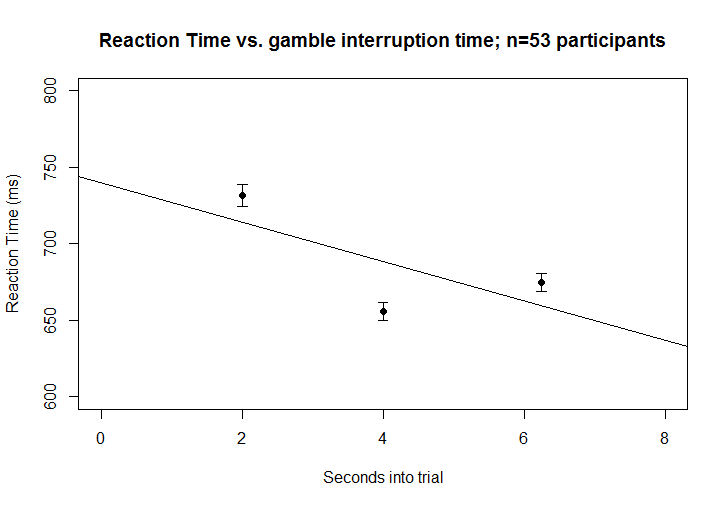 Reaction Time vs. gamble interruption time; n=53 participants
800
750
700
650
600
Reaction Time (ms)
0 2 4 6 8
Seconds into trial